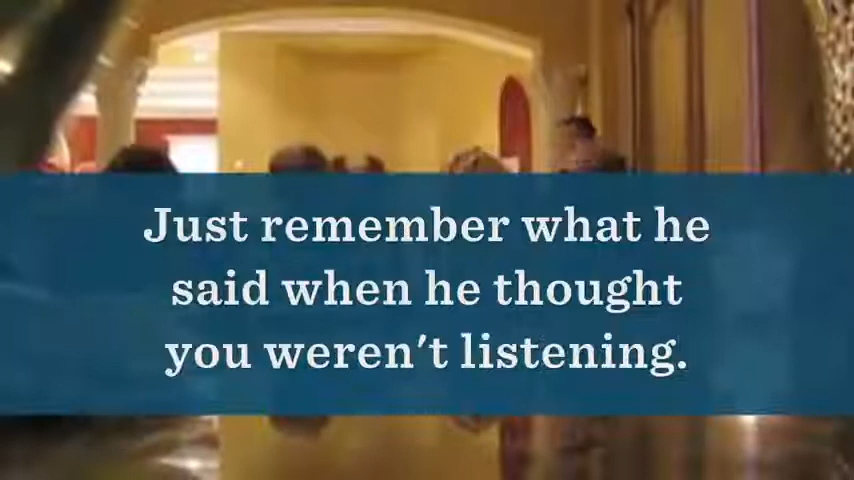 Just remember what he
said when he thought
you weren't listening.